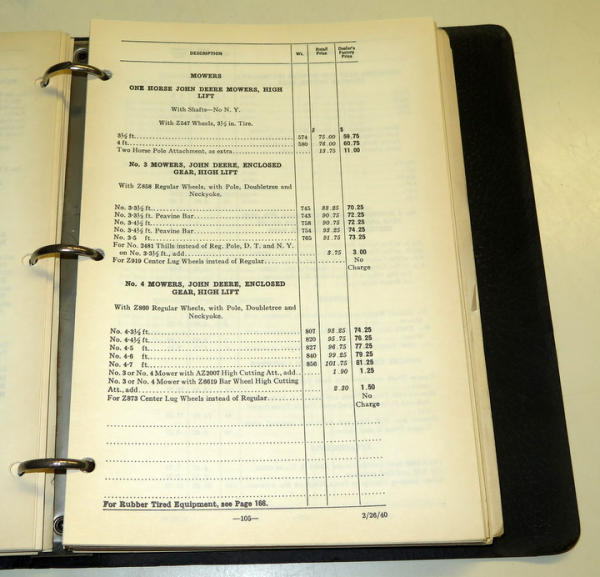 DESCRIPTION Wt. Retail Price Dealer's Factory Price
MOWERS
ONE HORSE JOHN DEERE MOWERS, HIGH
LIFT
With Shafts—No N. Y.
With Z547 Wheels, 3½ in. Tire.
$ $
3½ ft. 574 75.00 59.75
4 ft. 580 76.00 60.75
Two Horse Pole Attachment, as extra 13.75 11.00
No. 3 MOWERS, JOHN DEERE, ENCLOSED
GEAR, HIGH LIFT
With Z858 Regular Wheels, with Pole, Doubletree and
Neckyoke.
No. 3-3½ ft. 745 88.25 70.25
No. 3-3½ ft. Peavine Bar 743 90.75 72.25
No. 3-4½ ft. 758 90.75 72.25
No. 3-4½ ft. Peavine Bar 754 93.25 74.25
No. 3-5 ft. 765 91.75 73.25
For No. 2481 Thills instead of Reg. Pole, D. T. and N. Y.
on No. 3-3½ ft., add 3.75 3.00
For Z919 Center Lug Wheels instead of Regular No
Charge
No. 4 MOWERS, JOHN DEERE, ENCLOSED
GEAR, HIGH LIFT
With Z860 Regular Wheels, with Pole, Doubletree and
Neckyoke.
No. 4-3½ ft. 807 93.25 74.25
No. 4-4½ ft. 820 95.75 76.25
No. 4-5 ft. 827 96.75 77.25
No. 4-6 ft. 840 99.25 79.25
No. 4-7 ft. 856 101.75 81.25
No. 3 or No. 4 Mower with AZ2007 High Cutting Att., add 1.90 1.25
No. 3 or No. 4 Mower with Z6619 Bar Wheel High Cutting
Att., add 2.20 1.50
For Z873 Center Lug Wheels instead of Regular No
Charge
For Rubber Tired Equipment, see Page 166.
—105— 2/26/40